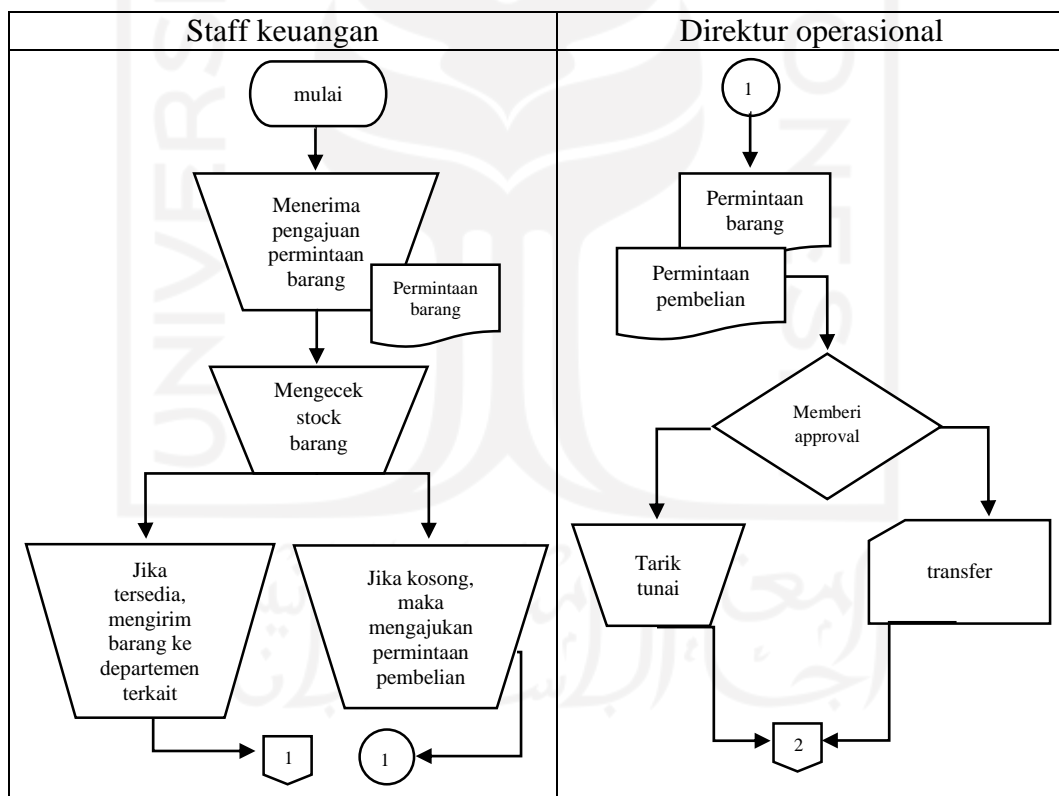 Staff keuangan
Direktur operasional
mulai
Menerima
pengajuan
permintaan
barang
Permintaan
barang
Mengecek
stock
barang
Jika
tersedia,
mengirim
barang ke
departemen
terkait
Jika kosong,
maka
mengajukan
permintaan
pembelian
1
1
1
Permintaan
barang
Permintaan
pembelian
Memberi
approval
Tarik
tunai
transfer
2